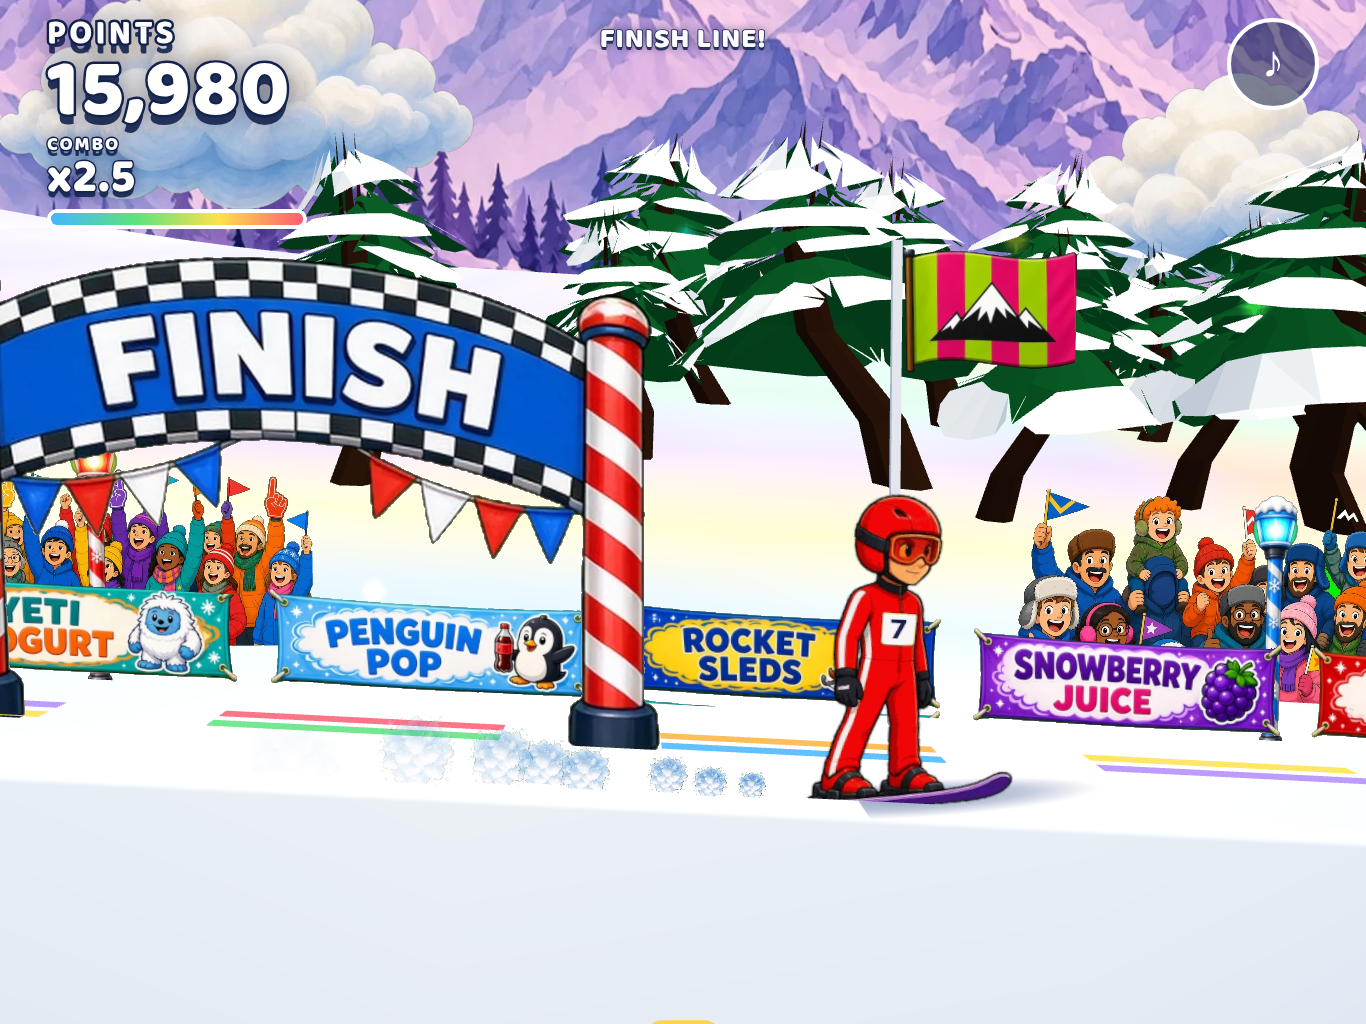 POINTS
15,980
COMBO
x2.5
FINISH LINE!
♪
FINISH
YETI
OGURT
PENGUIN
POP
ROCKET
SLEDS
7
SNOWBERRY
JUICE